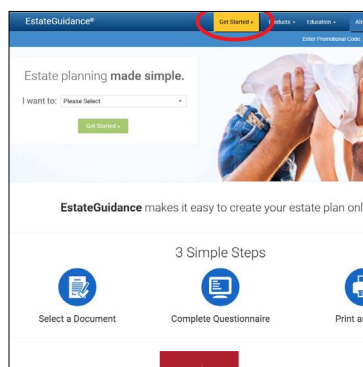 EstateGuidance®
Get Started »
Products
Education
Enter Promotional Code:
Estate planning made simple.
I want to: Please Select
Get Started »
EstateGuidance makes it easy to create your estate plan onl
3 Simple Steps
Select a Document
Complete Questionnaire
Print a